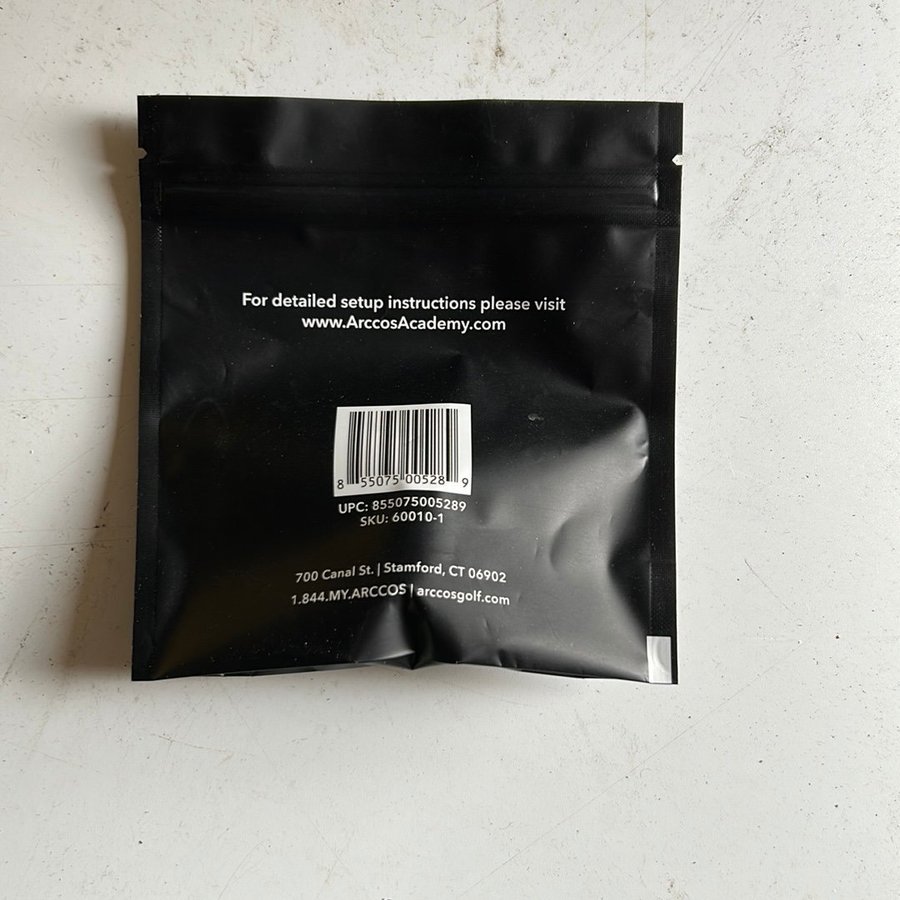 For detailed setup instructions please visit
www.ArccosAcademy.com
8 55075 00528 9
UPC: 855075005289
SKU: 60010-1
700 Canal St. | Stamford, CT 06902
1.844.MY.ARCCOS | arccosgolf.com